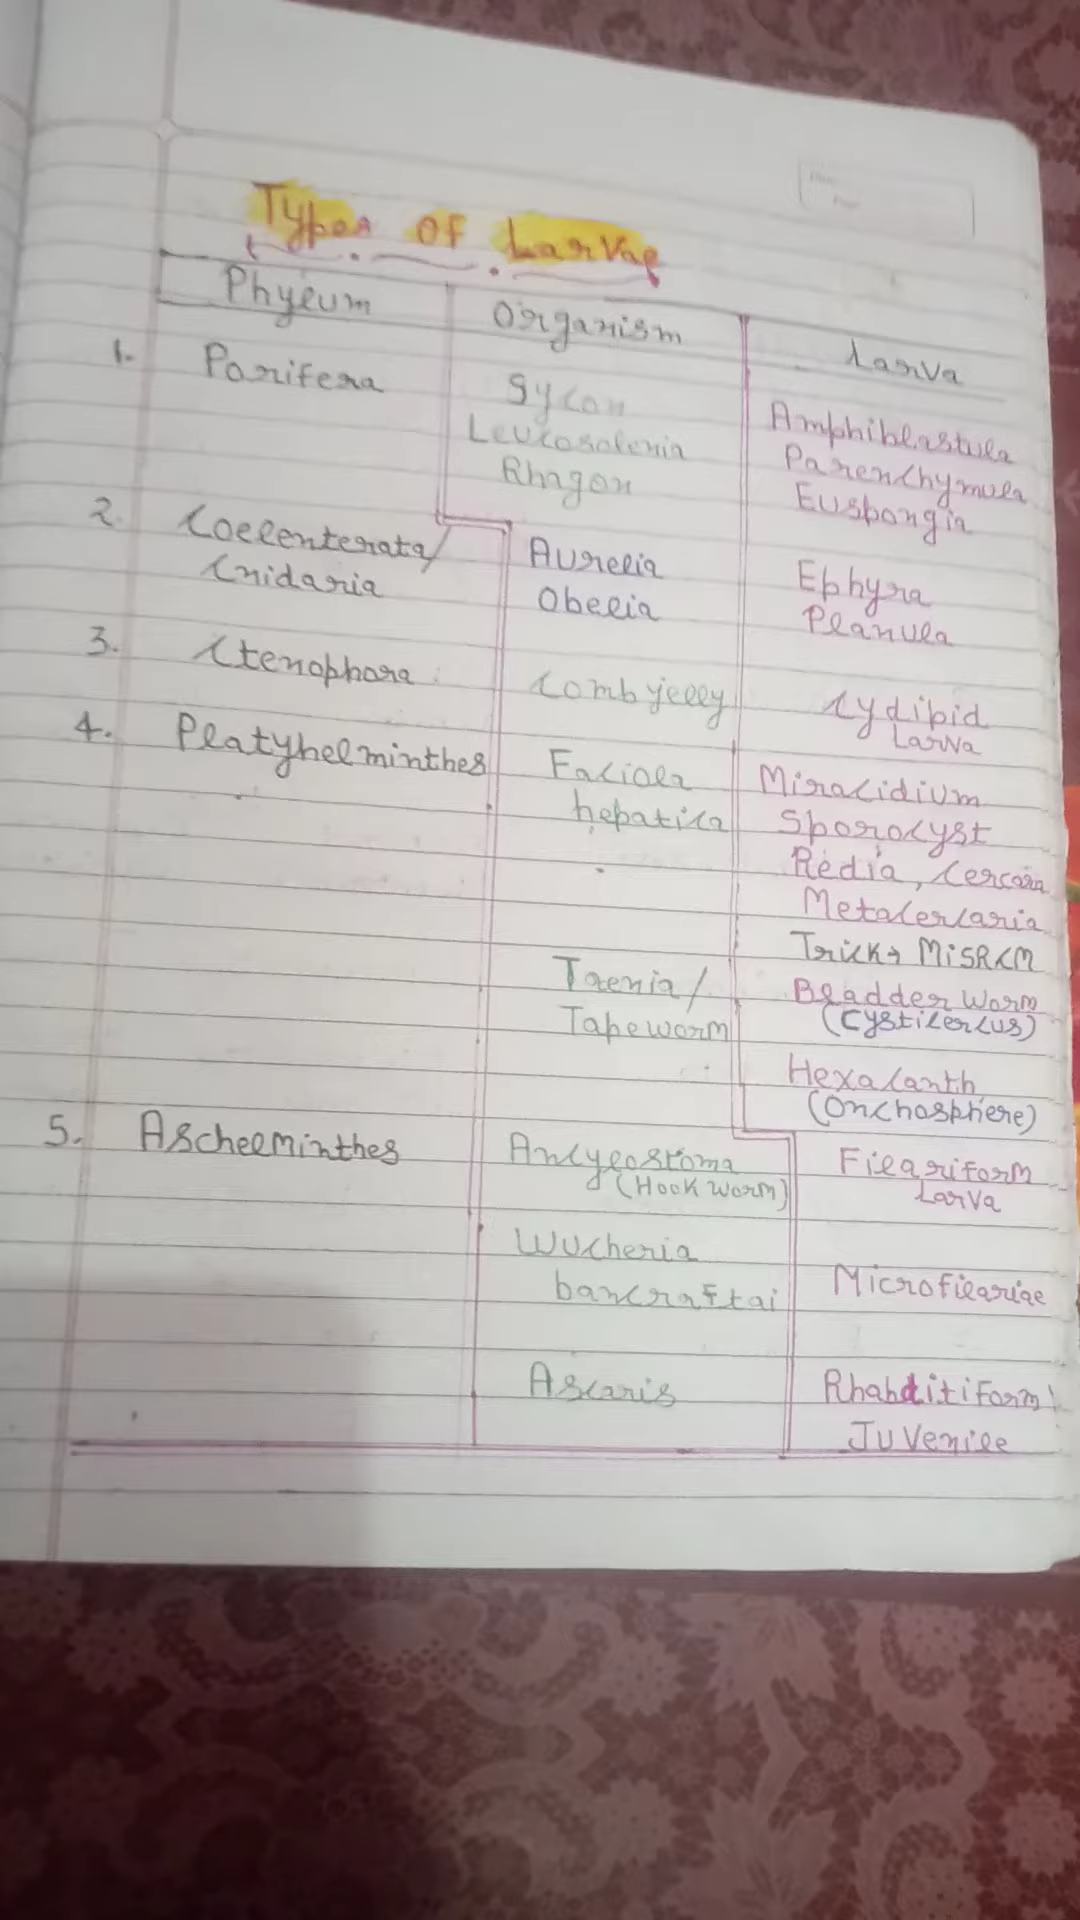 Types of Larvae
Phylum Organism Larva
1. Porifera Sycon Amphiblastula
Leucosolenia Parenchymula
Rhagon Euspongia
2. Coelenterata/ Aurelia Ephyra
Cnidaria Obelia Planula
3. Ctenophora Comb jelly Cydipid
Larva
4. Platyhelminthes Faciola Miracidium
hepatica Sporocyst
Redia, Cercaria
Metacercaria
Trick→ MiSRCM
Taenia/ Bladder worm
Tapeworm (Cysticercus)
Hexacanth
(Onchosphere)
5. Aschelminthes Ancylostoma Filariform
(Hook worm) Larva
Wucheria
bancraftai Microfilariae
Ascaris Rhabditiform
Juvenile